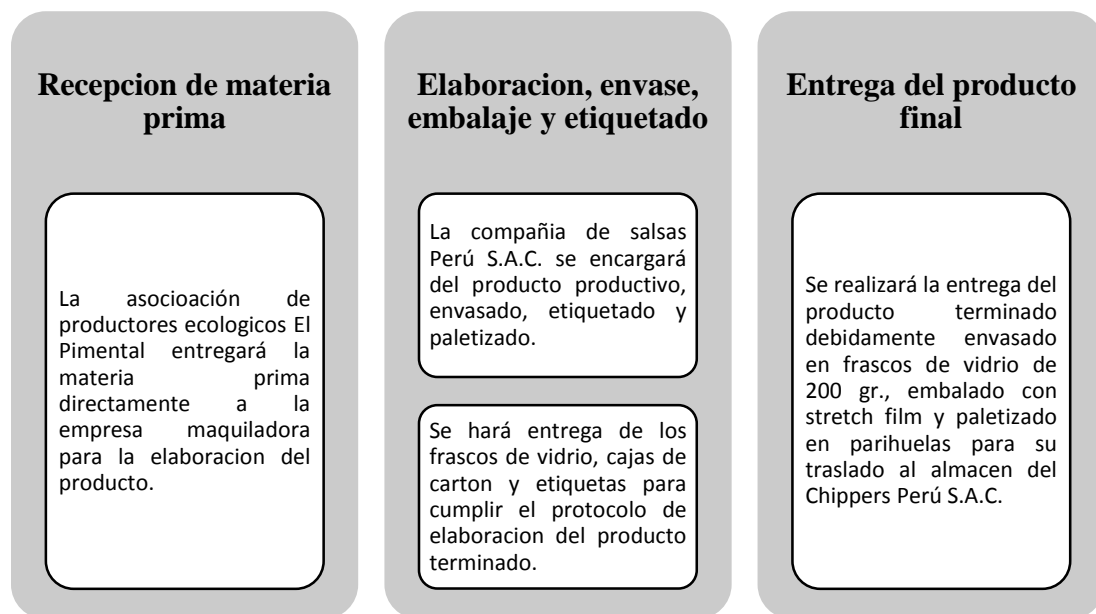 Recepcion de materia
prima
La asocioación de
productores ecologicos El
Pimental entregará la
materia prima
directamente a la
empresa maquiladora
para la elaboracion del
producto.
Elaboracion, envase,
embalaje y etiquetado
La compañia de salsas
Perú S.A.C. se encargará
del producto productivo,
envasado, etiquetado y
paletizado.
Se hará entrega de los
frascos de vidrio, cajas de
carton y etiquetas para
cumplir el protocolo de
elaboracion del producto
terminado.
Entrega del producto
final
Se realizará la entrega del
producto terminado
debidamente envasado
en frascos de vidrio de
200 gr., embalado con
stretch film y paletizado
en parihuelas para su
traslado al almacen del
Chippers Perú S.A.C.